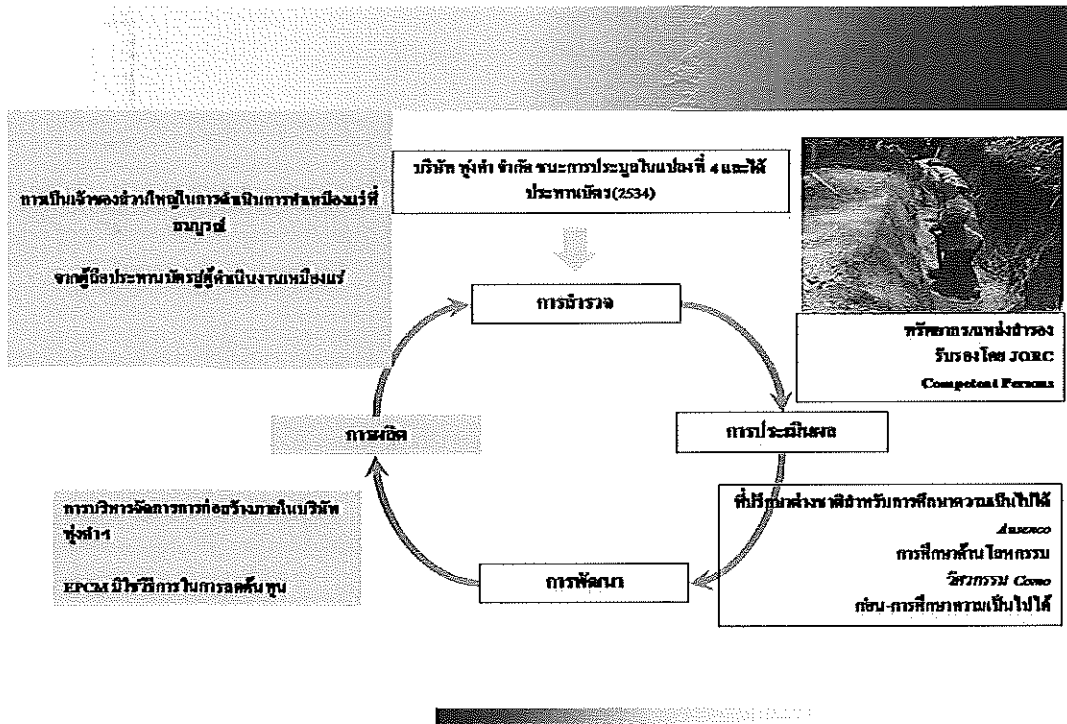 บริษัท ทุ่งคำ จำกัด ชนะการประมูลในแปลงที่ 4 และได้
ประทานบัตร(2534)
การเป็นเจ้าของส่วนใหญ่ในการดำเนินการทำเหมืองแร่ที่
สมบูรณ์
จากผู้ถือประทานบัตรสู่ผู้ดำเนินงานเหมืองแร่
การสำรวจ
ทรัพยากร/แหล่งสำรอง
รับรองโดย JORC
Competent Persons
การประเมินผล
ที่ปรึกษาต่างชาติสำหรับการศึกษาความเป็นไปได้
Ausenco
การศึกษาด้านโลหกรรม
วิศวกรรม Como
ก่อน-การศึกษาความเป็นไปได้
การพัฒนา
การบริหารจัดการการก่อสร้างภายในบริษัท
ทุ่งคำฯ
EPCM มิใช่วิธีการในการลดต้นทุน
การผลิต